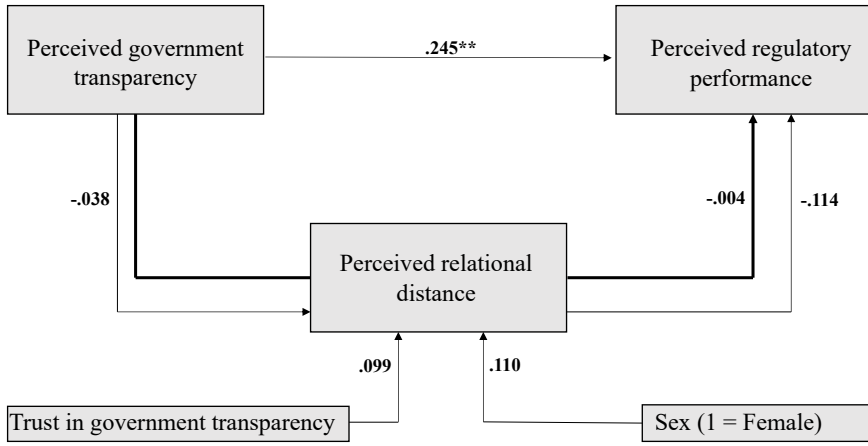 Perceived government
transparency
.245**
Perceived regulatory
performance
-.038
-.004
-.114
Perceived relational
distance
.099
.110
Trust in government transparency
Sex (1 = Female)